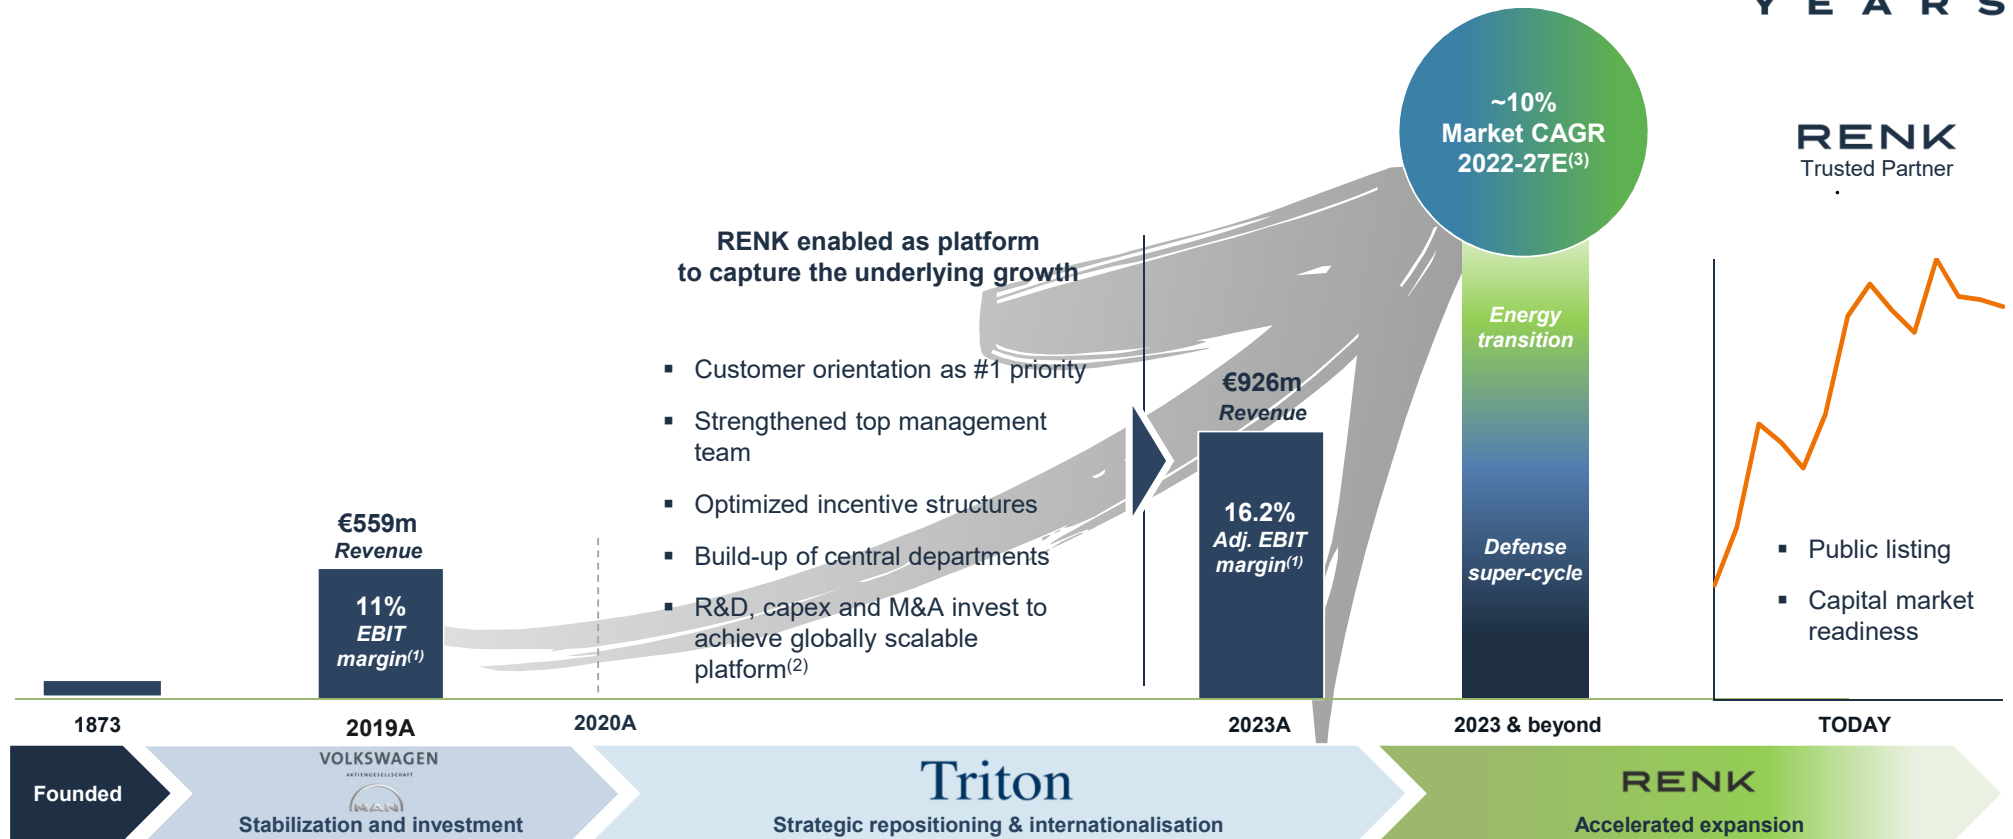 YEARS
~10%
Market CAGR
2022-27E(3)
RENK
Trusted Partner
RENK enabled as platform
to capture the underlying growth
▪ Customer orientation as #1 priority
▪ Strengthened top management
team
▪ Optimized incentive structures
▪ Build-up of central departments
▪ R&D, capex and M&A invest to
achieve globally scalable
platform(2)
€559m
Revenue
11%
EBIT
margin(1)
€926m
Revenue
16.2%
Adj. EBIT
margin(1)
Energy
transition
Defense
super-cycle
▪ Public listing
▪ Capital market
readiness
1873
2019A
2020A
2023A
2023 & beyond
TODAY
Founded
VOLKSWAGEN
AKTIENGESELLSCHAFT
MAN
Stabilization and investment
Triton
Strategic repositioning & internationalisation
RENK
Accelerated expansion